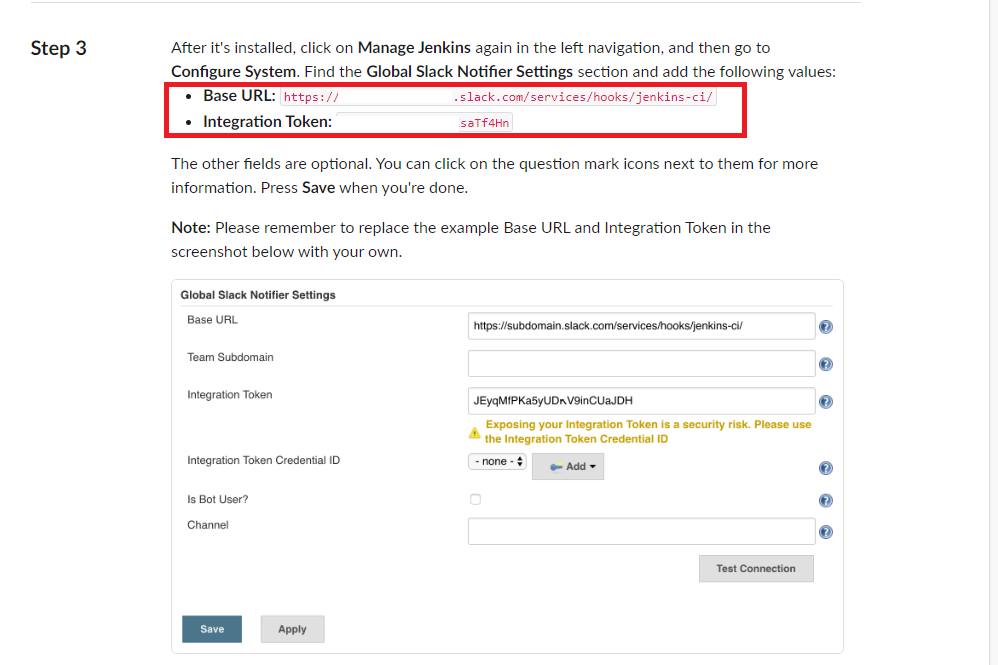 Step 3
After it's installed, click on Manage Jenkins again in the left navigation, and then go to
Configure System. Find the Global Slack Notifier Settings section and add the following values:
• Base URL: https:// .slack.com/services/hooks/jenkins-ci/
• Integration Token: saTf4Hn
The other fields are optional. You can click on the question mark icons next to them for more
information. Press Save when you're done.
Note: Please remember to replace the example Base URL and Integration Token in the
screenshot below with your own.
Global Slack Notifier Settings
Base URL
https://subdomain.slack.com/services/hooks/jenkins-ci/
Team Subdomain
Integration Token
Exposing your Integration Token is a security risk. Please use
the Integration Token Credential ID
Integration Token Credential ID
- none -
Add
Is Bot User?
Channel
Test Connection
Save
Apply